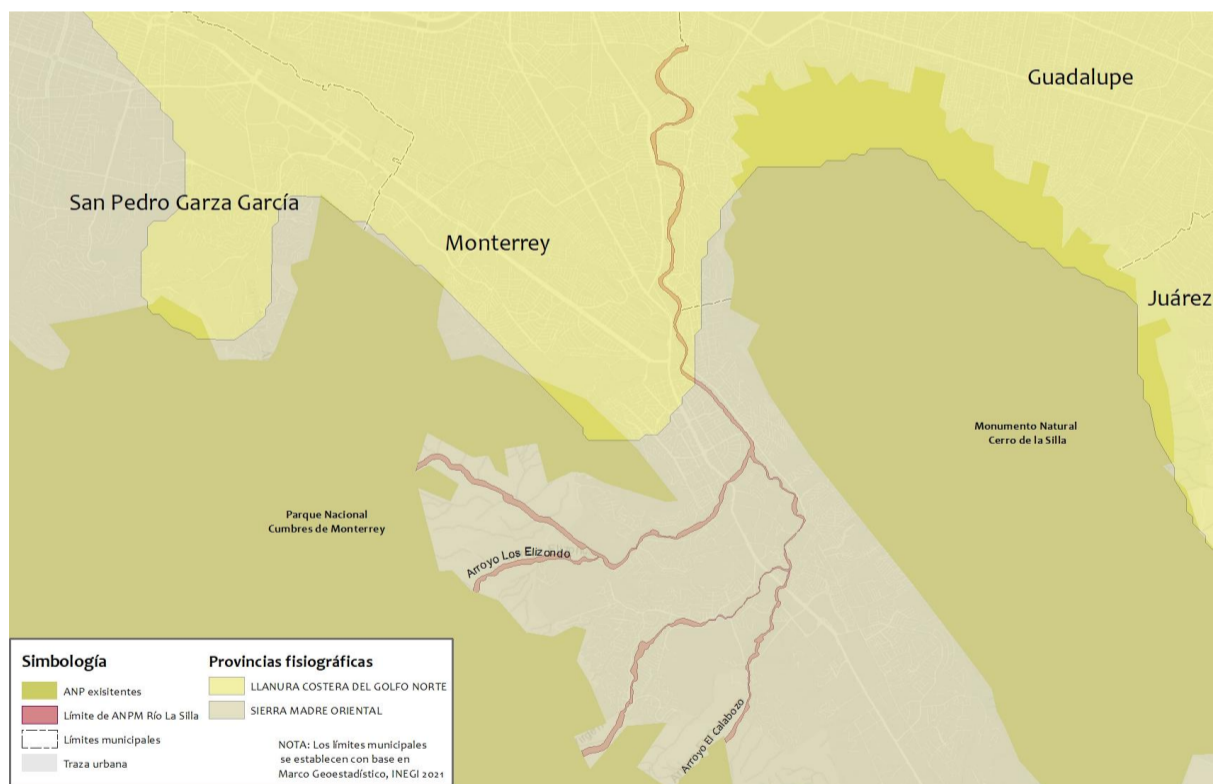 Guadalupe
San Pedro Garza García
Monterrey
Juárez
Monumento Natural
Cerro de la Silla
Parque Nacional
Cumbres de Monterrey
Arroyo Los Elizondo
Arroyo El Calabozo
Simbología
ANP exisitentes
Límite de ANPM Río La Silla
Límites municipales
Traza urbana
Provincias fisiográficas
LLANURA COSTERA DEL GOLFO NORTE
SIERRA MADRE ORIENTAL
NOTA: Los límites municipales
se establecen con base en
Marco Geoestadístico, INEGI 2021